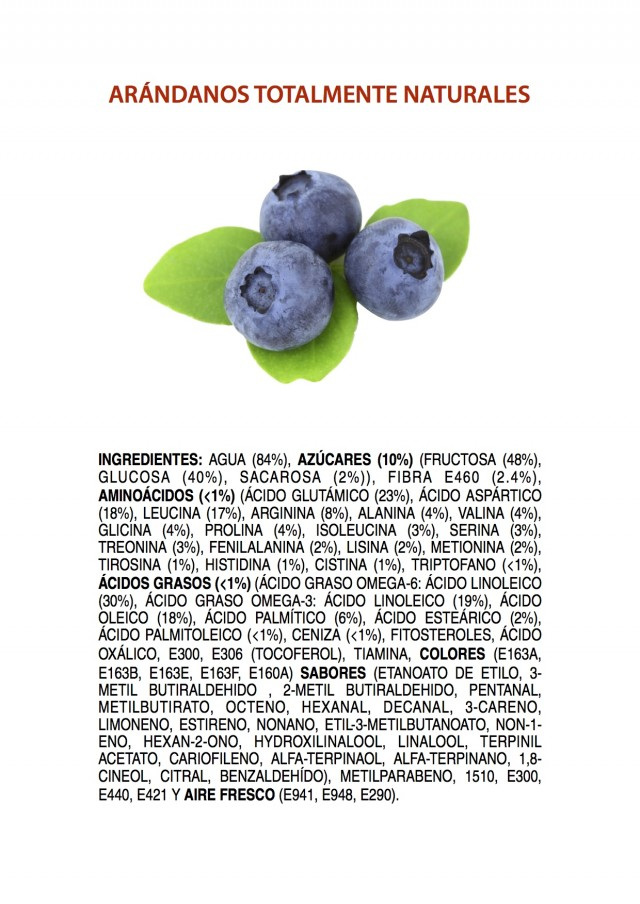 ARÁNDANOS TOTALMENTE NATURALES
INGREDIENTES: AGUA (84%), AZÚCARES (10%) (FRUCTOSA (48%),
GLUCOSA (40%), SACAROSA (2%)), FIBRA E460 (2.4%),
AMINOÁCIDOS (<1%) (ÁCIDO GLUTÁMICO (23%), ÁCIDO ASPÁRTICO
(18%), LEUCINA (17%), ARGININA (8%), ALANINA (4%), VALINA (4%),
GLICINA (4%), PROLINA (4%), ISOLEUCINA (3%), SERINA (3%),
TREONINA (3%), FENILALANINA (2%), LISINA (2%), METIONINA (2%),
TIROSINA (1%), HISTIDINA (1%), CISTINA (1%), TRIPTOFANO (<1%),
ÁCIDOS GRASOS (<1%) (ÁCIDO GRASO OMEGA-6: ÁCIDO LINOLEICO
(30%), ÁCIDO GRASO OMEGA-3: ÁCIDO LINOLEICO (19%), ÁCIDO
OLEICO (18%), ÁCIDO PALMÍTICO (6%), ÁCIDO ESTEÁRICO (2%),
ÁCIDO PALMITOLEICO (<1%), CENIZA (<1%), FITOSTEROLES, ÁCIDO
OXÁLICO, E300, E306 (TOCOFEROL), TIAMINA, COLORES (E163A,
E163B, E163E, E163F, E160A) SABORES (ETANOATO DE ETILO, 3-
METIL BUTIRALDEHIDO , 2-METIL BUTIRALDEHIDO, PENTANAL,
METILBUTIRATO, OCTENO, HEXANAL, DECANAL, 3-CARENO,
LIMONENO, ESTIRENO, NONANO, ETIL-3-METILBUTANOATO, NON-1-
ENO, HEXAN-2-ONO, HYDROXILINALOOL, LINALOOL, TERPINIL
ACETATO, CARIOFILENO, ALFA-TERPINAOL, ALFA-TERPINANO, 1,8-
CINEOL, CITRAL, BENZALDEHÍDO), METILPARABENO, 1510, E300,
E440, E421 Y AIRE FRESCO (E941, E948, E290).